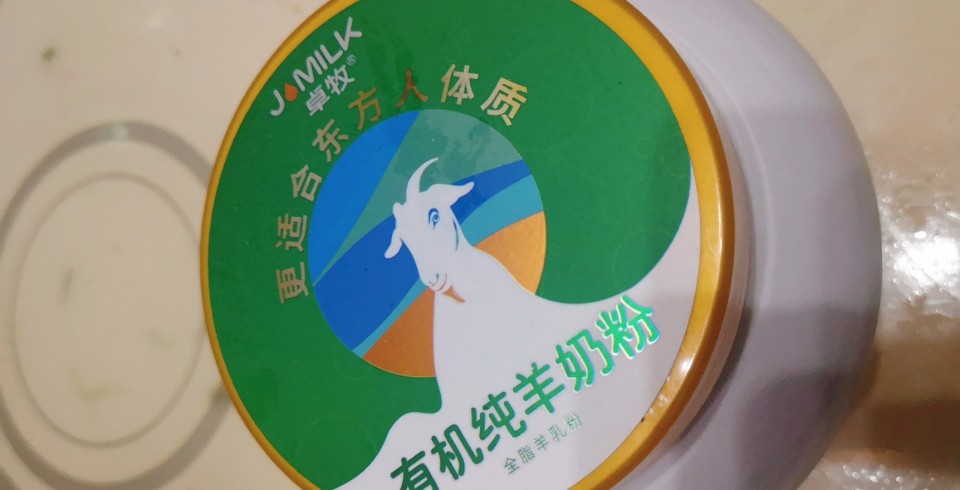 JOMILK
卓牧®
更适合东方人体质
有机纯羊奶粉
全脂羊乳粉